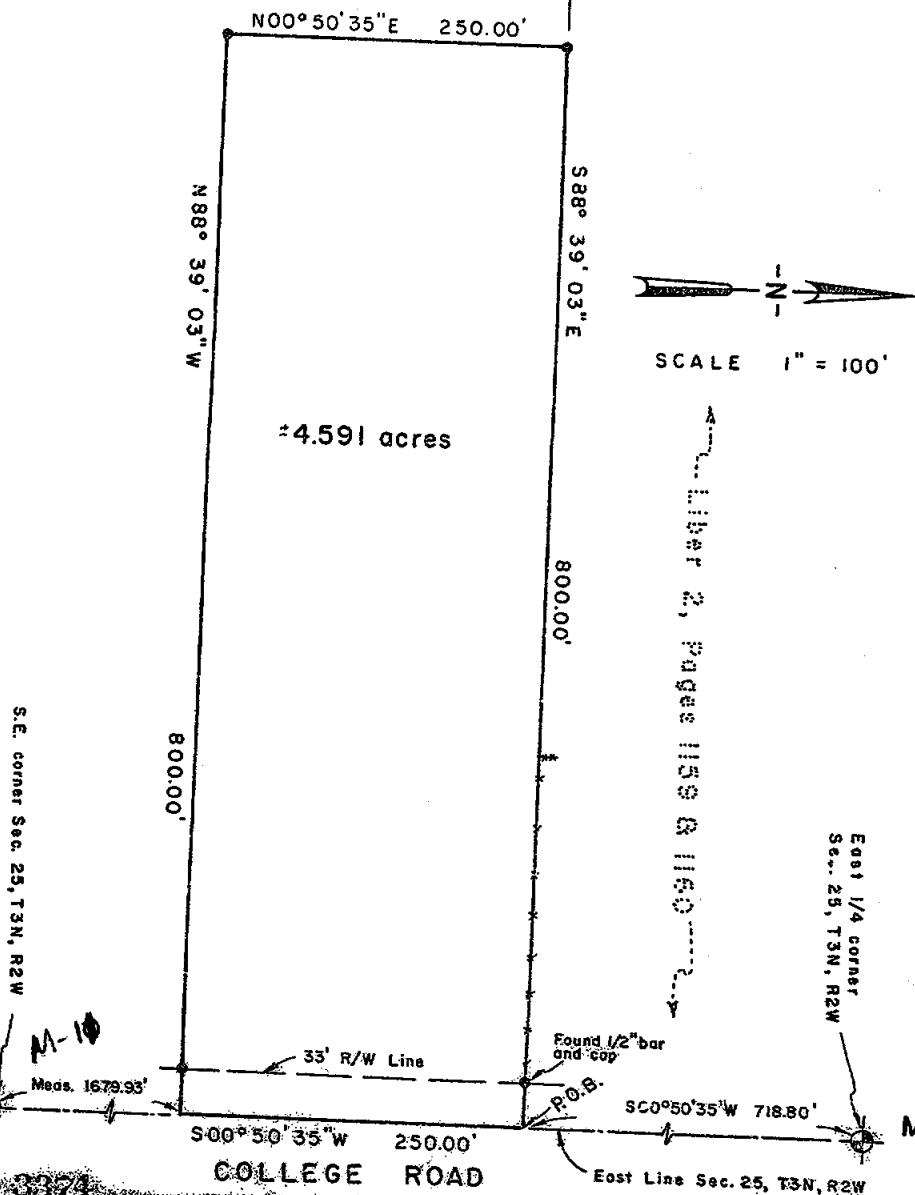 N00°50'35"E 250.00'
N88° 39' 03"W
S88° 39' 03"E
-N-
SCALE 1" = 100'
±4.591 acres
800.00'
800.00'
Liber 2, Pages 1159 & 1160
S.E. corner Sec. 25, T3N, R2W
East 1/4 corner
Sec. 25, T3N, R2W
M-10
Meas. 1679.93'
33' R/W Line
Found 1/2" bar
and cap
P.O.B.
S00°50'35"W 718.80'
M
S00°50'35"W 250.00'
COLLEGE ROAD
East Line Sec. 25, T3N, R2W
3374